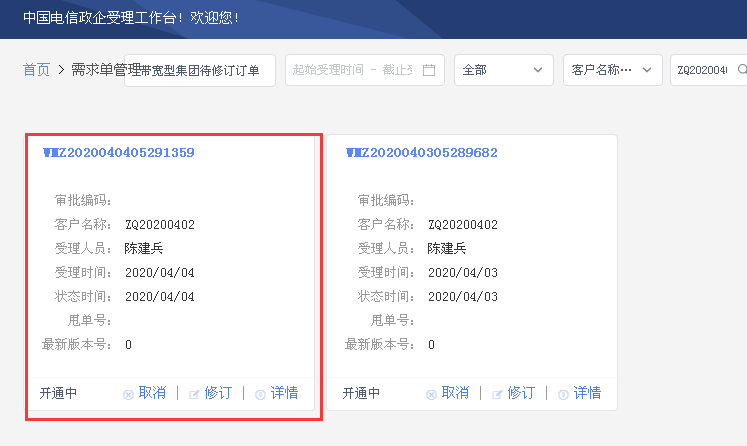 中国电信政企受理工作台！欢迎您！
首页 > 需求单管理 带宽型集团待修订订单 起始受理时间 - 截止 全部 客户名称… ZQ202004
WMZ2020040405291359
审批编码：
客户名称： ZQ20200402
受理人员： 陈建兵
受理时间： 2020/04/04
状态时间： 2020/04/04
甩单号：
最新版本号： 0
开通中 取消 | 修订 | 详情
WMZ2020040305289682
审批编码：
客户名称： ZQ20200402
受理人员： 陈建兵
受理时间： 2020/04/03
状态时间： 2020/04/03
甩单号：
最新版本号： 0
开通中 取消 | 修订 | 详情